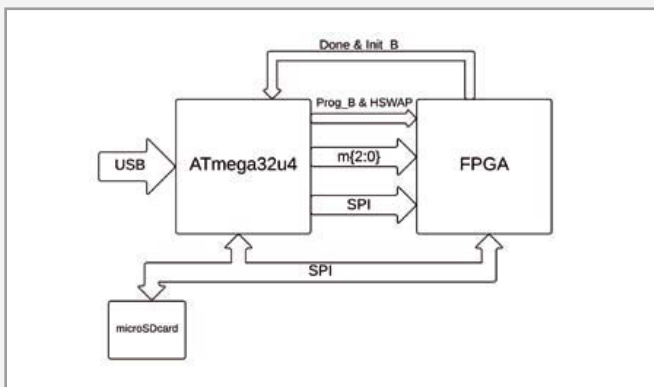 Done & Init_B
Prog_B & HSWAP
USB
ATmega32u4
m{2:0}
FPGA
SPI
SPI
microSDcard